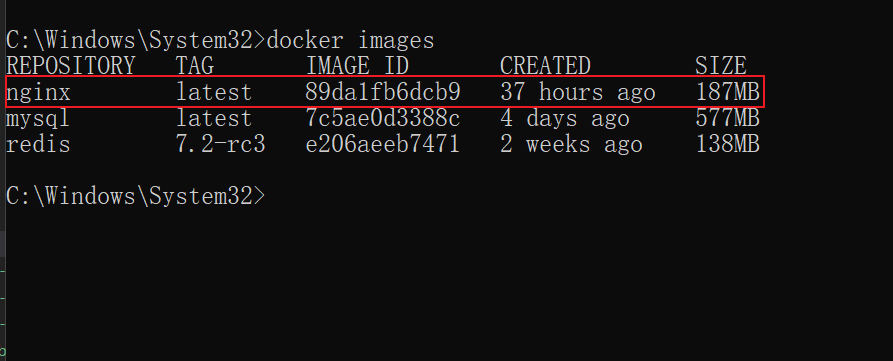 C:\Windows\System32>docker images
REPOSITORY TAG IMAGE ID CREATED SIZE
nginx latest 89da1fb6dcb9 37 hours ago 187MB
mysql latest 7c5ae0d3388c 4 days ago 577MB
redis 7.2-rc3 e206aeeb7471 2 weeks ago 138MB
C:\Windows\System32>